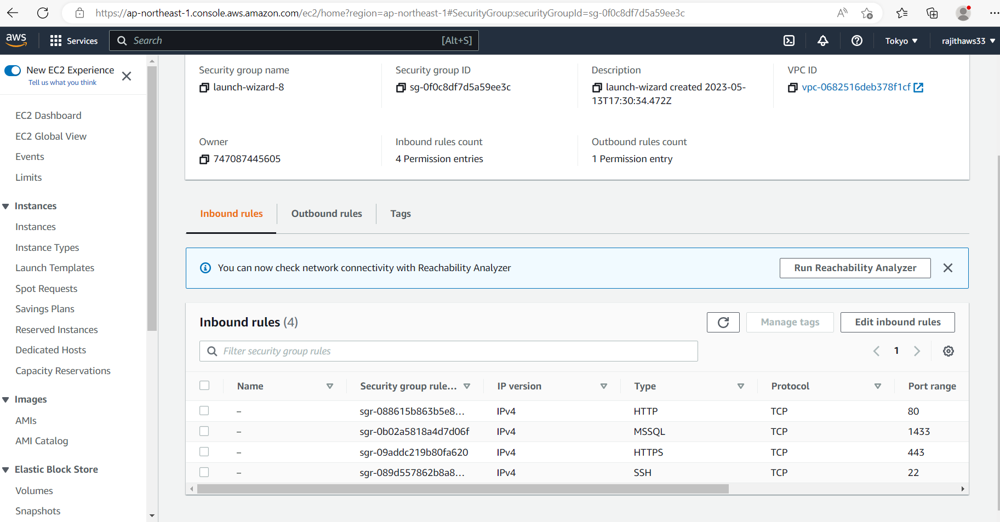 https://ap-northeast-1.console.aws.amazon.com/ec2/home?region=ap-northeast-1#SecurityGroup:securityGroupId=sg-0f0c8df7d5a59ee3c
aws
Services
Search
[Alt+S]
Tokyo
rajithaws33
New EC2 Experience
Tell us what you think
EC2 Dashboard
EC2 Global View
Events
Limits
Instances
Instances
Instance Types
Launch Templates
Spot Requests
Savings Plans
Reserved Instances
Dedicated Hosts
Capacity Reservations
Images
AMIs
AMI Catalog
Elastic Block Store
Volumes
Snapshots
Security group name
launch-wizard-8
Security group ID
sg-0f0c8df7d5a59ee3c
Description
launch-wizard created 2023-05-
13T17:30:34.472Z
VPC ID
vpc-0682516deb378f1cf
Owner
747087445605
Inbound rules count
4 Permission entries
Outbound rules count
1 Permission entry
Inbound rules
Outbound rules
Tags
You can now check network connectivity with Reachability Analyzer
Run Reachability Analyzer
Inbound rules (4)
Manage tags
Edit inbound rules
Filter security group rules
1
Name Security group rule... IP version Type Protocol Port range
– sgr-088615b863b5e8... IPv4 HTTP TCP 80
– sgr-0b02a5818a4d7d06f IPv4 MSSQL TCP 1433
– sgr-09addc219b80fa620 IPv4 HTTPS TCP 443
– sgr-089d557862b8a8... IPv4 SSH TCP 22